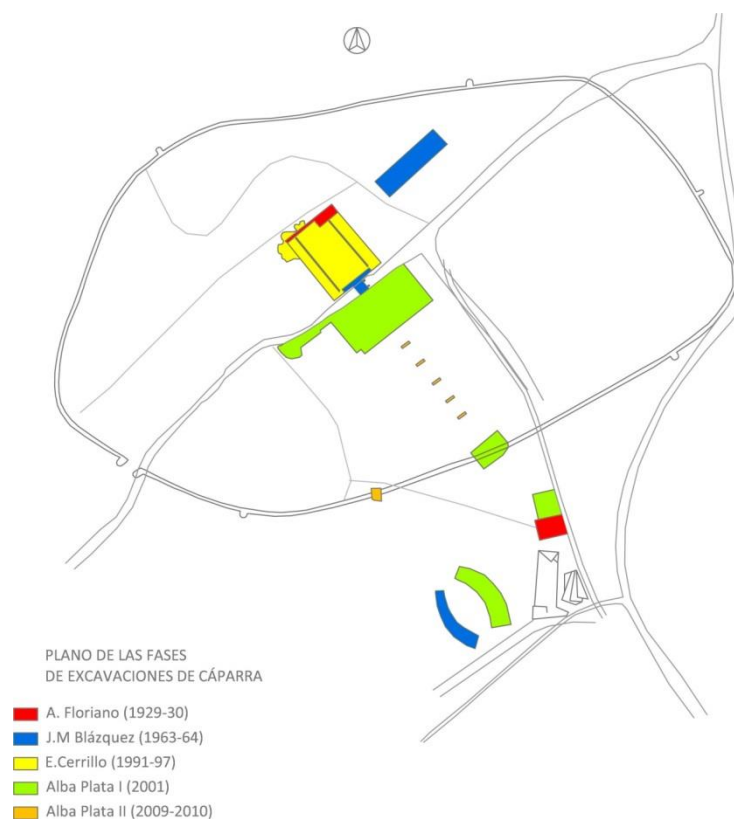 PLANO DE LAS FASES
DE EXCAVACIONES DE CÁPARRA
A. Floriano (1929-30)
J.M Blázquez (1963-64)
E.Cerrillo (1991-97)
Alba Plata I (2001)
Alba Plata II (2009-2010)